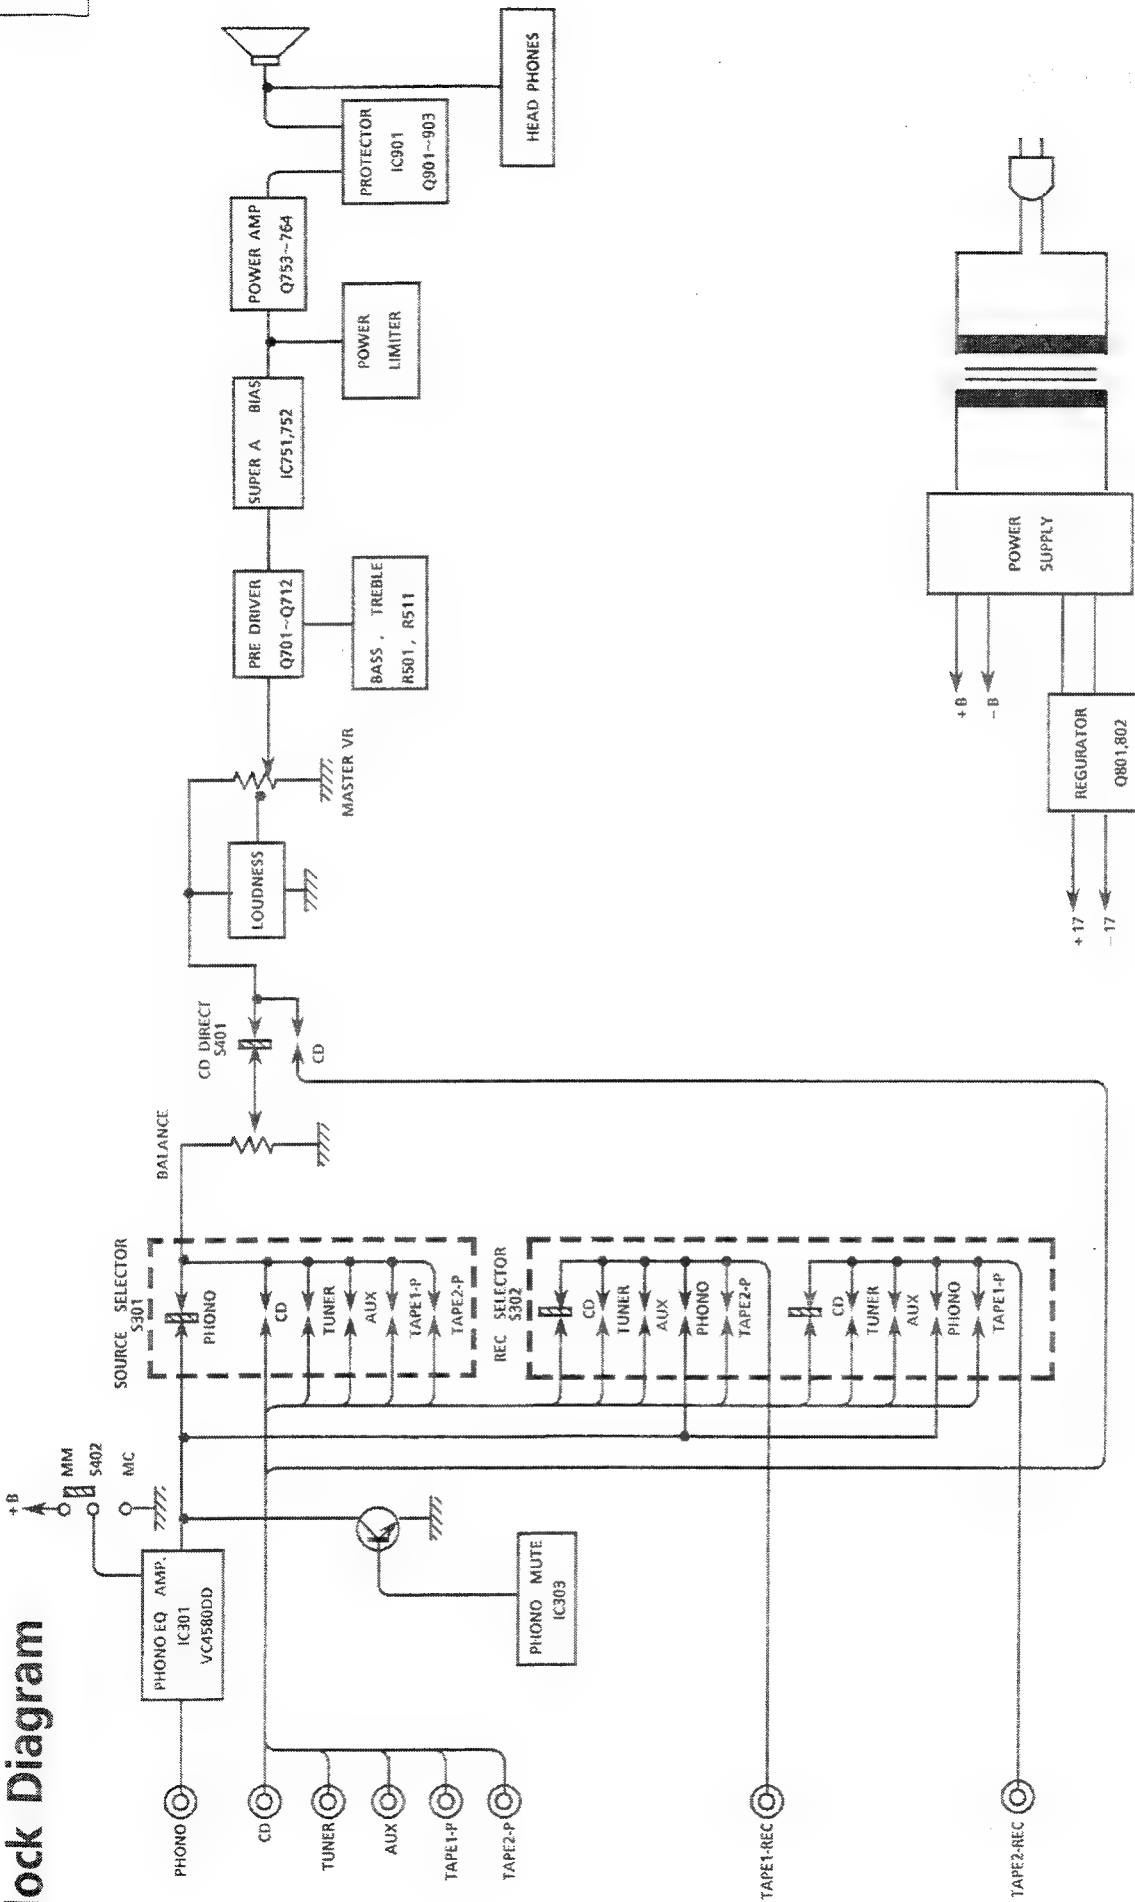 ock Diagram
PHONO
CD
TUNER
AUX
TAPE1-P
TAPE2-P
TAPE1-REC
TAPE2-REC
PHONO EQ AMP.
IC301
VC4580DD
+B
MM
S402
MC
PHONO MUTE
IC303
SOURCE SELECTOR
S301
PHONO
CD
TUNER
AUX
TAPE1-P
TAPE2-P
REC SELECTOR
S302
CD
TUNER
AUX
PHONO
TAPE2-P
CD
TUNER
AUX
PHONO
TAPE1-P
BALANCE
CD DIRECT
S401
CD
LOUDNESS
MASTER VR
PRE DRIVER
Q701~Q712
BASS , TREBLE
R501, R511
SUPER A BIAS
IC751,752
POWER
LIMITER
POWER AMP
Q753~764
PROTECTOR
IC901
Q901~903
HEAD PHONES
+17
-17
REGURATOR
Q801,802
+B
-B
POWER
SUPPLY